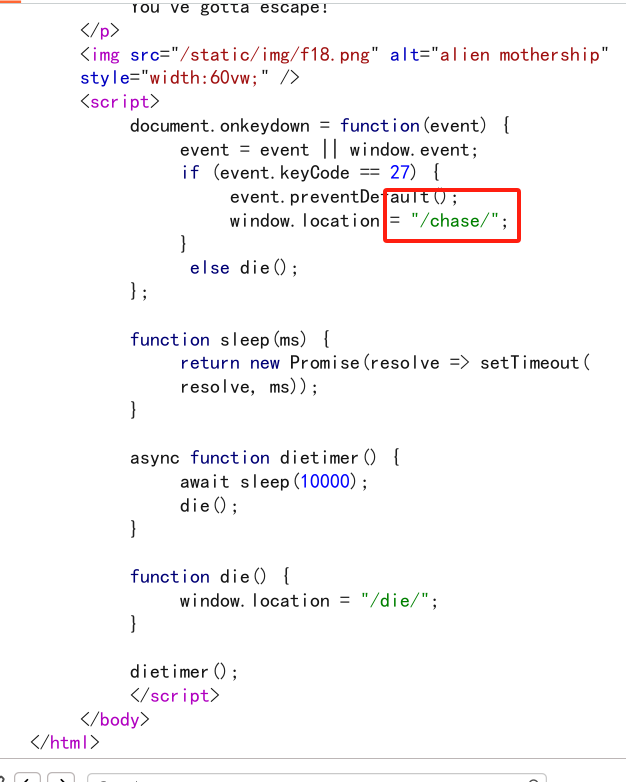 You've gotta escape!
</p>
<img src="/static/img/f18.png" alt="alien mothership"
style="width:60vw;" />
<script>
document.onkeydown = function(event) {
event = event || window.event;
if (event.keyCode == 27) {
event.preventDefault();
window.location = "/chase/";
}
else die();
};
function sleep(ms) {
return new Promise(resolve => setTimeout(
resolve, ms));
}
async function dietimer() {
await sleep(10000);
die();
}
function die() {
window.location = "/die/";
}
dietimer();
</script>
</body>
</html>